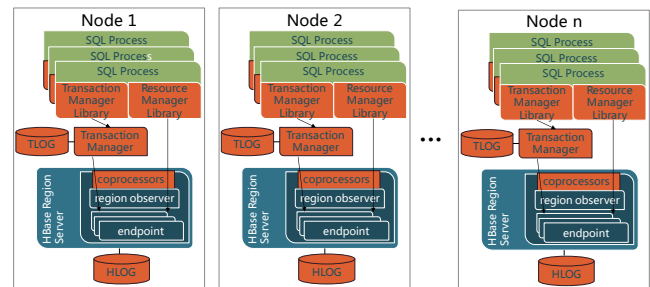 Node 1
SQL Process
SQL Process
SQL Process
Transaction
Manager
Library
Resource
Manager
Library
TLOG
Transaction
Manager
HBase Region
Server
coprocessors
region observer
endpoint
HLOG
Node 2
SQL Process
SQL Process
SQL Process
Transaction
Manager
Library
Resource
Manager
Library
TLOG
Transaction
Manager
HBase Region
Server
coprocessors
region observer
endpoint
HLOG
...
Node n
SQL Process
SQL Process
SQL Process
Transaction
Manager
Library
Resource
Manager
Library
TLOG
Transaction
Manager
HBase Region
Server
coprocessors
region observer
endpoint
HLOG